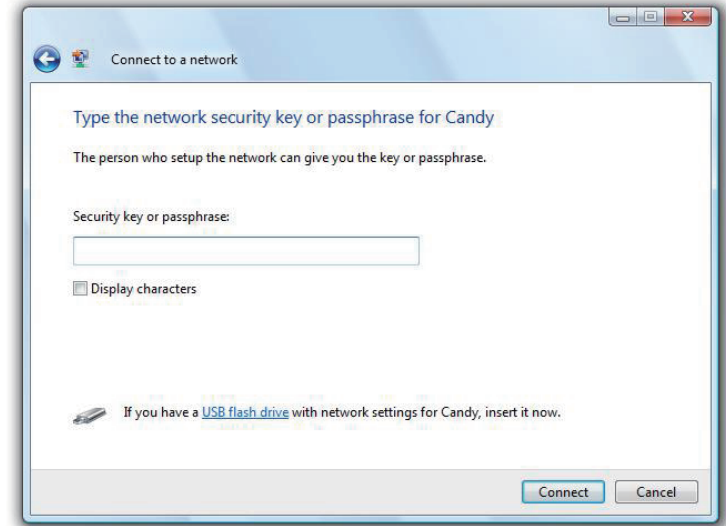 Connect to a network
Type the network security key or passphrase for Candy
The person who setup the network can give you the key or passphrase.
Security key or passphrase:
Display characters
If you have a USB flash drive with network settings for Candy, insert it now.
Connect Cancel